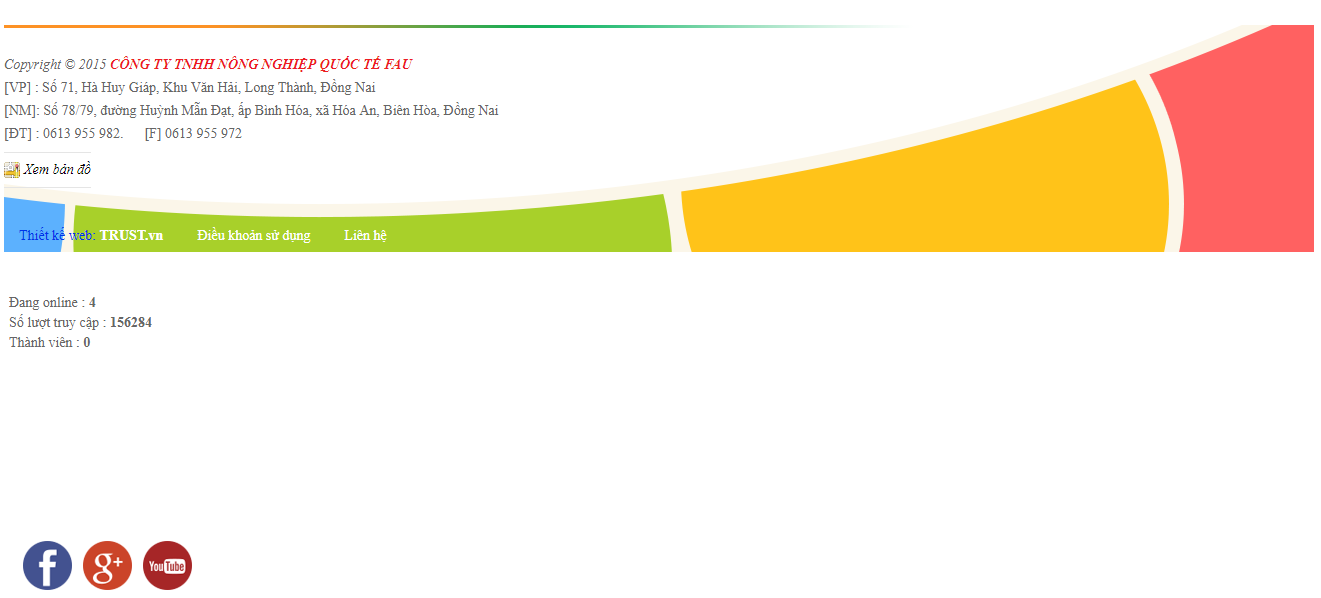 Copyright © 2015 CÔNG TY TNHH NÔNG NGHIỆP QUỐC TẾ FAU
[VP] : Số 71, Hà Huy Giáp, Khu Văn Hải, Long Thành, Đồng Nai
[NM]: Số 78/79, đường Huỳnh Mẫn Đạt, ấp Bình Hóa, xã Hóa An, Biên Hòa, Đồng Nai
[ĐT] : 0613 955 982. [F] 0613 955 972
Xem bản đồ
Thiết kế web: TRUST.vn Điều khoản sử dụng Liên hệ
Đang online : 4
Số lượt truy cập : 156284
Thành viên : 0
f g+ YouTube